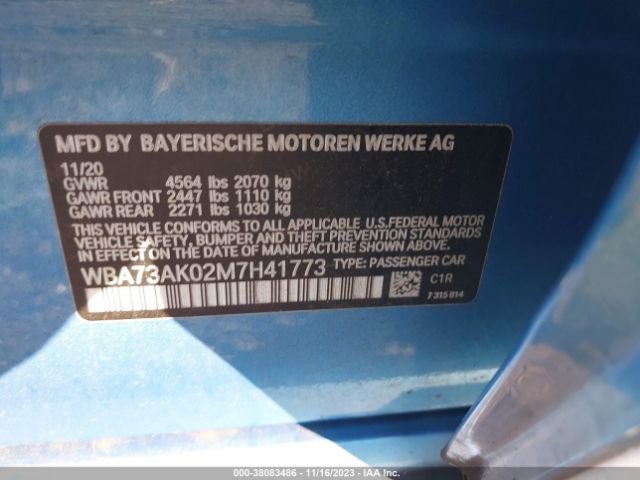 MFD BY BAYERISCHE MOTOREN WERKE AG
11/20
GVWR 4564 lbs 2070 kg
GAWR FRONT 2447 lbs 1110 kg
GAWR REAR 2271 lbs 1030 kg
THIS VEHICLE CONFORMS TO ALL APPLICABLE U.S.FEDERAL MOTOR
VEHICLE SAFETY, BUMPER, AND THEFT PREVENTION STANDARDS
IN EFFECT ON THE DATE OF MANUFACTURE SHOWN ABOVE.
WBA73AK02M7H41773 TYPE: PASSENGER CAR
C1R
7315814
000-38083486 - 11/16/2023 - IAA Inc.